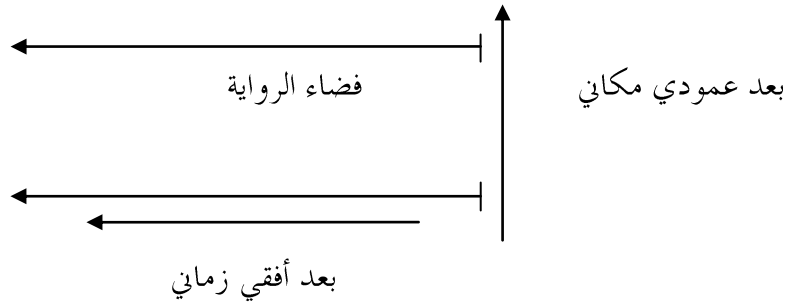 بعد عمودي مكاني
فضاء الرواية
بعد أفقي زماني